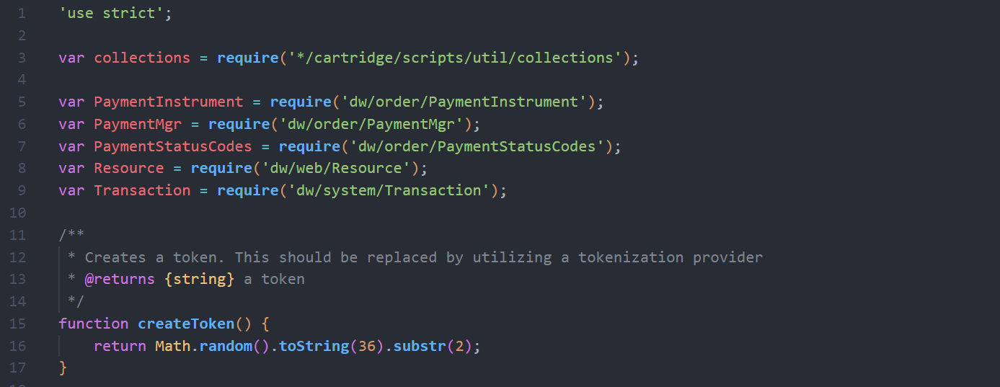 1 'use strict';
2
3 var collections = require('*/cartridge/scripts/util/collections');
4
5 var PaymentInstrument = require('dw/order/PaymentInstrument');
6 var PaymentMgr = require('dw/order/PaymentMgr');
7 var PaymentStatusCodes = require('dw/order/PaymentStatusCodes');
8 var Resource = require('dw/web/Resource');
9 var Transaction = require('dw/system/Transaction');
10
11 /**
12 * Creates a token. This should be replaced by utilizing a tokenization provider
13 * @returns {string} a token
14 */
15 function createToken() {
16 return Math.random().toString(36).substr(2);
17 }